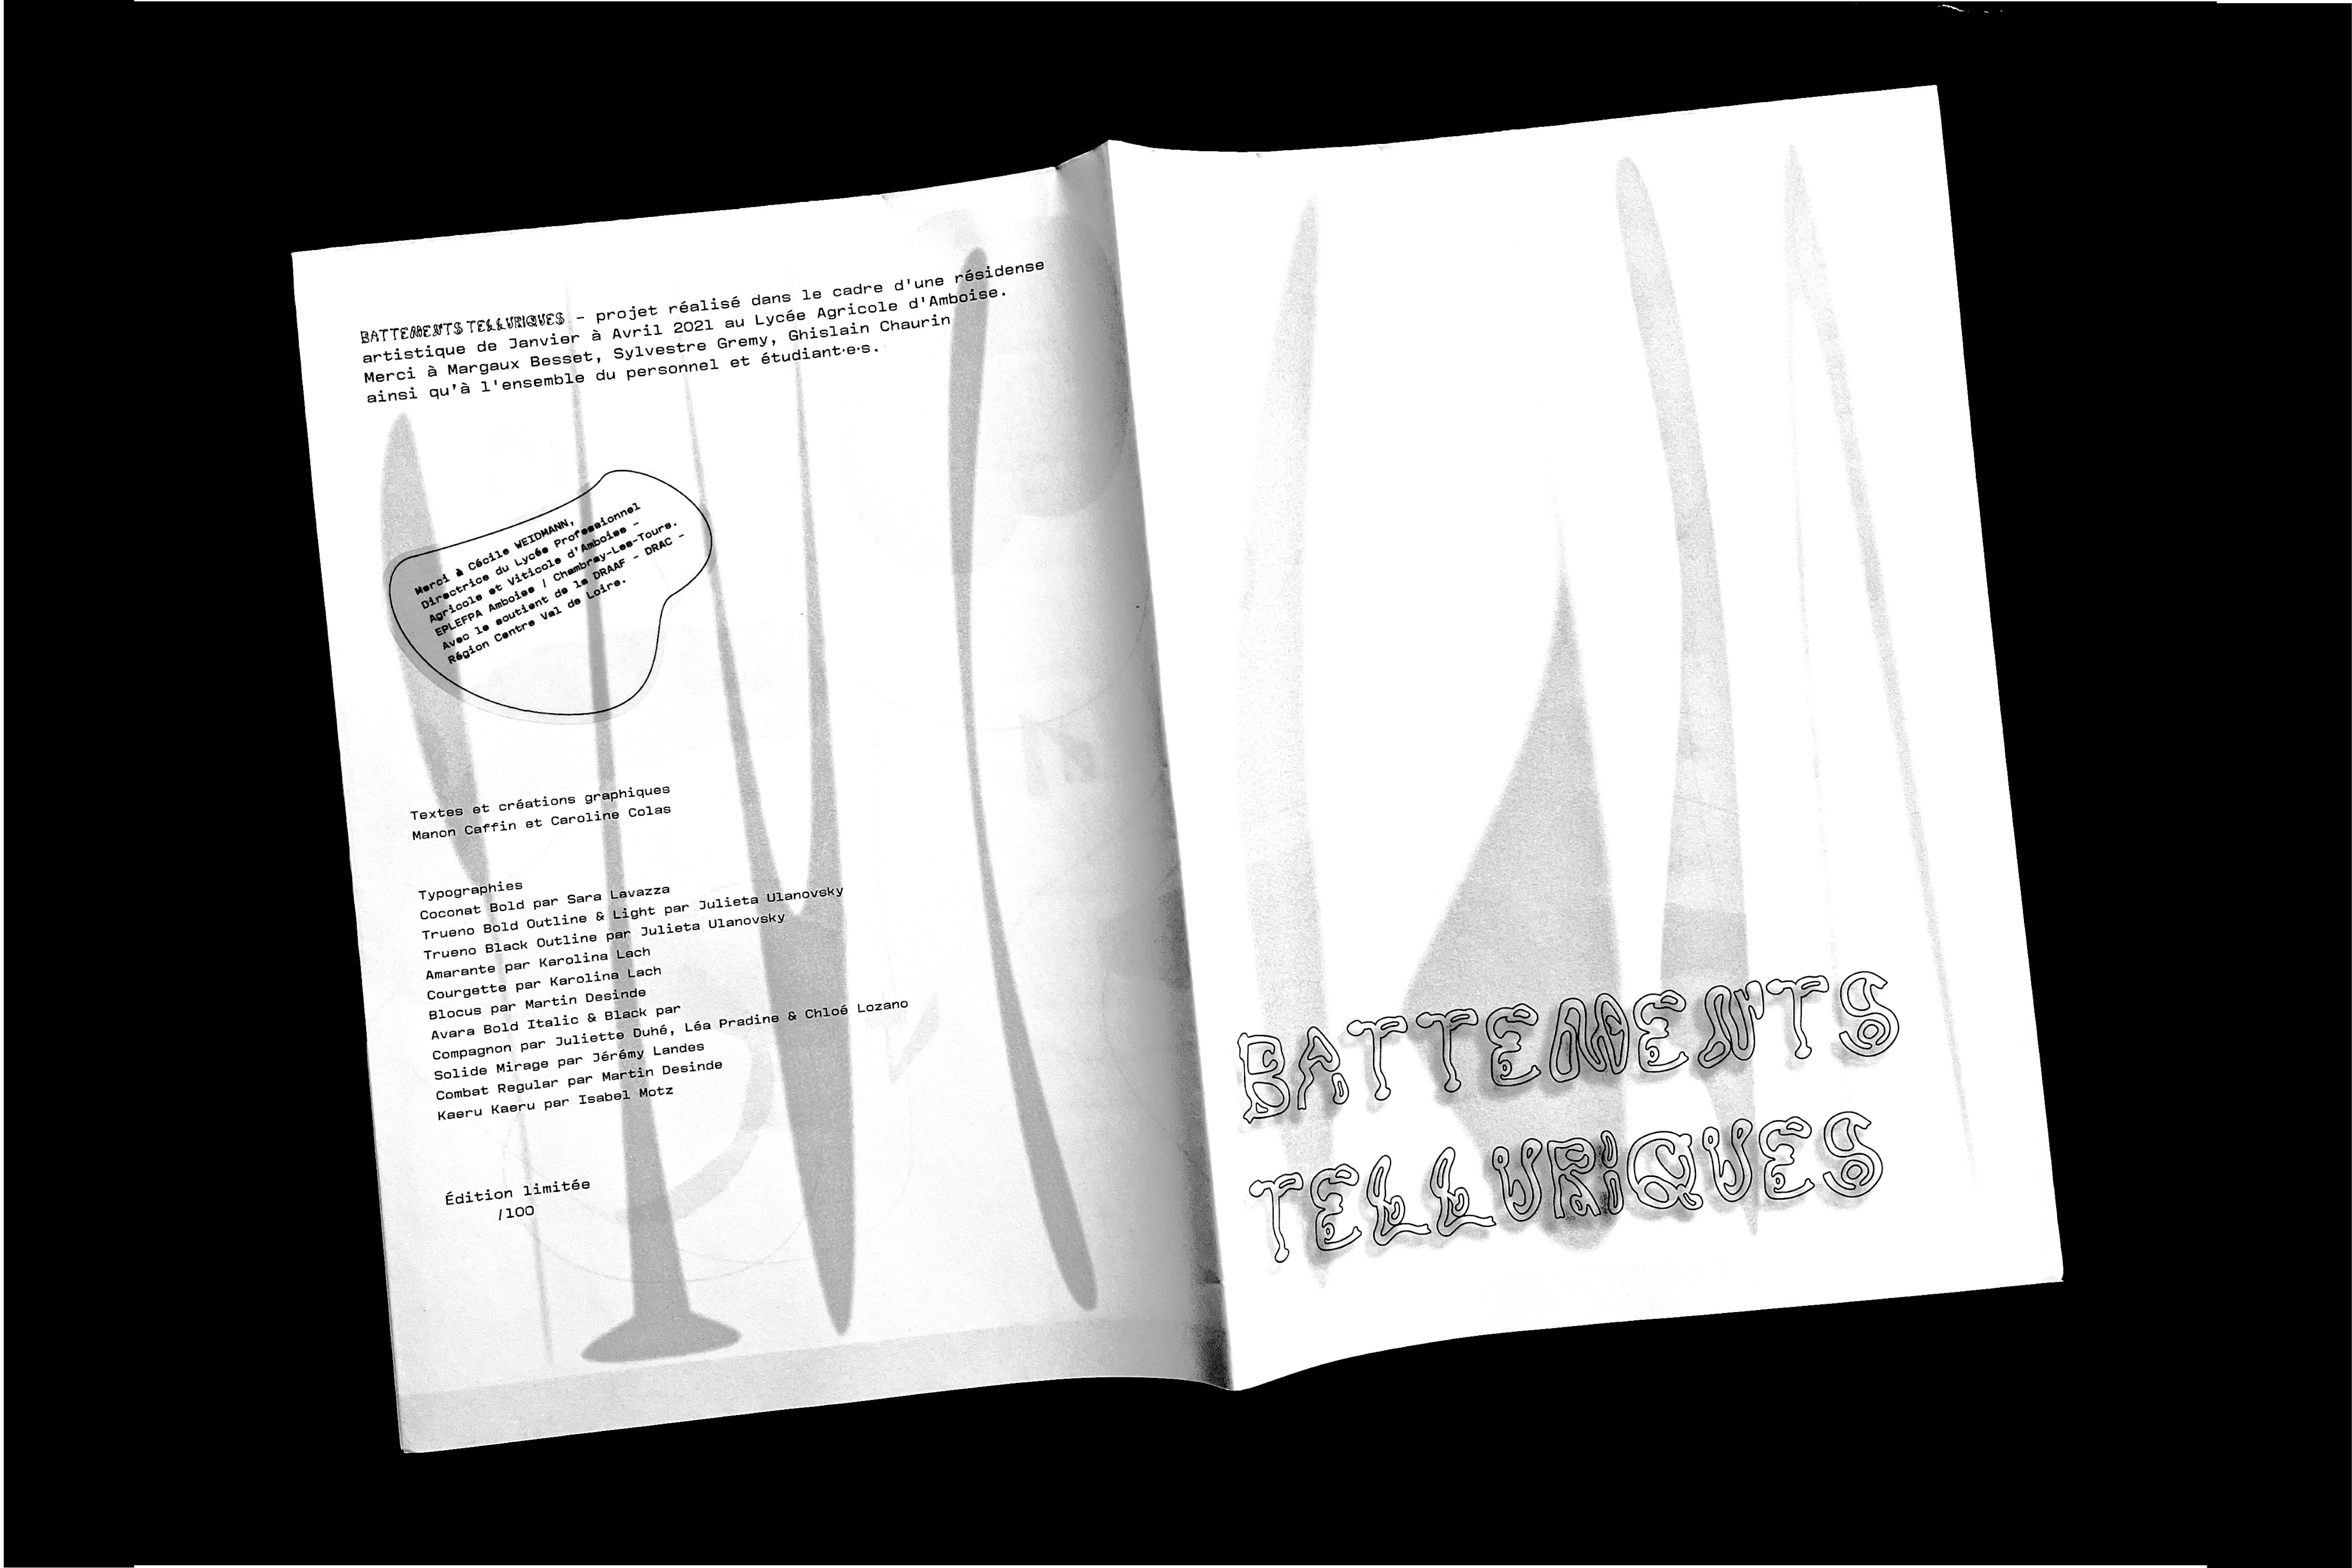 BATTEMENTS TELLURIQUES – projet réalisé dans le cadre d'une résidense
artistique de Janvier à Avril 2021 au Lycée Agricole d'Amboise.
Merci à Margaux Besset, Sylvestre Gremy, Ghislain Chaurin
ainsi qu'à l'ensemble du personnel et étudiant·e·s.
Merci à Cécile WEIDMANN,
Directrice du Lycée Professionnel
Agricole et Viticole d'Amboise –
EPLEFPA Amboise / Chambray-Les-Tours.
Avec le soutient de la DRAAF - DRAC -
Région Centre Val de Loire.
Textes et créations graphiques
Manon Caffin et Caroline Colas
Typographies
Coconat Bold par Sara Lavazza
Trueno Bold Outline & Light par Julieta Ulanovsky
Trueno Black Outline par Julieta Ulanovsky
Amarante par Karolina Lach
Courgette par Karolina Lach
Blocus par Martin Desinde
Avara Bold Italic & Black par
Compagnon par Juliette Duhé, Léa Pradine & Chloé Lozano
Solide Mirage par Jérémy Landes
Combat Regular par Martin Desinde
Kaeru Kaeru par Isabel Motz
Édition limitée
/100
BATTEMENTS
TELLURIQUES